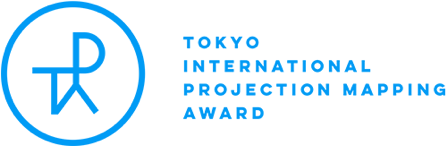 TOKYO
INTERNATIONAL
PROJECTION MAPPING
AWARD